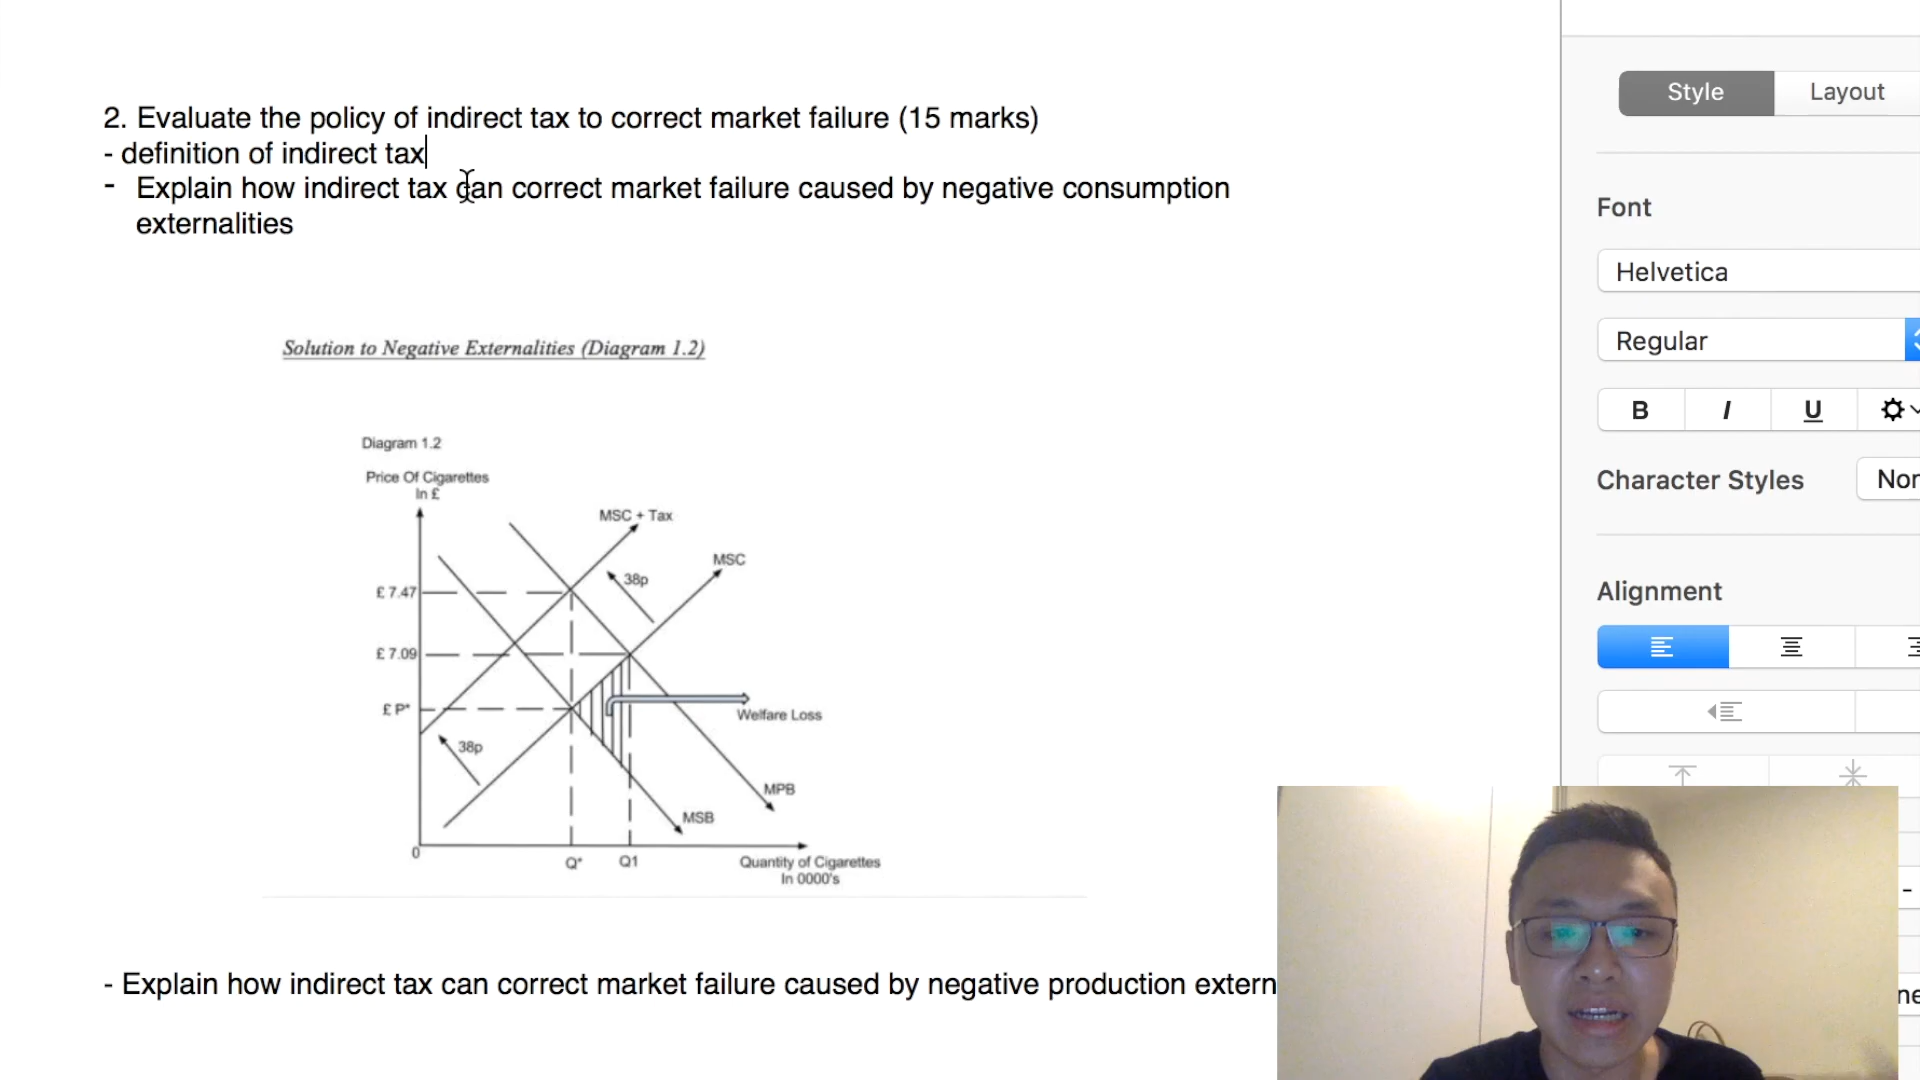 2. Evaluate the policy of indirect tax to correct market failure (15 marks)
- definition of indirect tax
- Explain how indirect tax can correct market failure caused by negative consumption
externalities
Solution to Negative Externalities (Diagram 1.2)
Diagram 1.2
Price Of Cigarettes
In £
MSC + Tax
MSC
38p
£ 7.47
£ 7.09
£ P*
Welfare Loss
38p
MPB
MSB
0
Q*
Q1
Quantity of Cigarettes
In 0000's
- Explain how indirect tax can correct market failure caused by negative production extern
Style
Layout
Font
Helvetica
Regular
B
I
U
Character Styles
Alignment